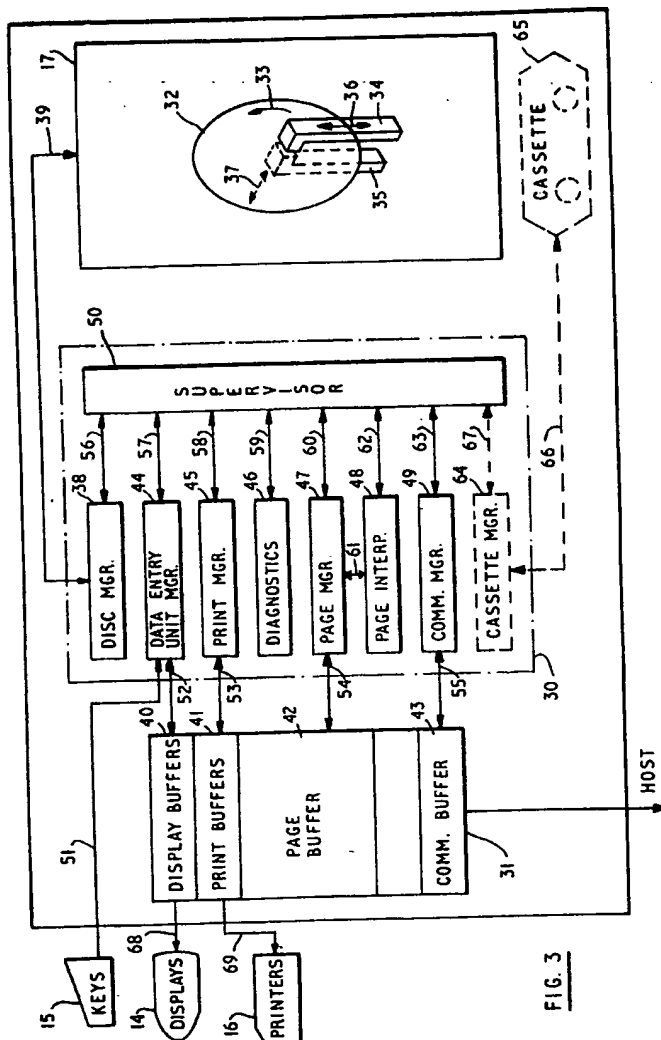 39
17
32
33
37
36
34
35
65
CASSETTE
66
50
SUPERVISOR
56
57
58
59
60
62
63
67
38
DISC MGR.
44
DATA ENTRY
UNIT MGR.
45
PRINT MGR.
46
DIAGNOSTICS
47
PAGE MGR.
61
48
PAGE INTERP.
49
COMM. MGR.
64
CASSETTE MGR.
30
51
52
53
54
55
40
DISPLAY BUFFERS
41
PRINT BUFFERS
42
PAGE
BUFFER
43
COMM. BUFFER
31
HOST
15
KEYS
68
14
DISPLAYS
69
16
PRINTERS
FIG. 3